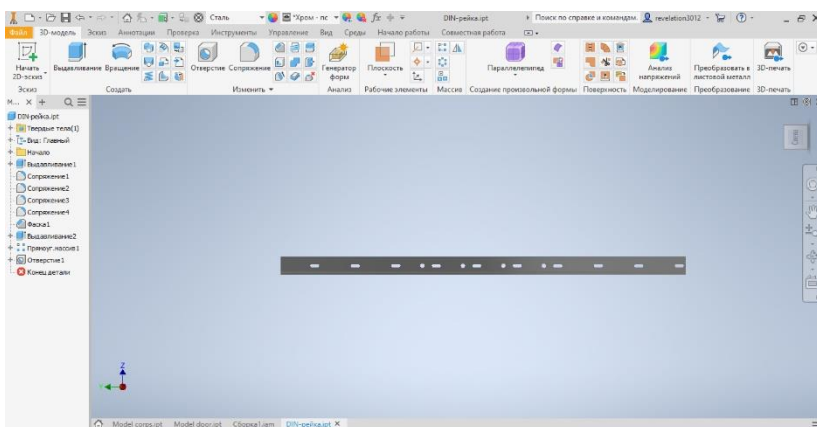 Сталь *Хром - пс fx DIN-рейка.ipt Поиск по справке и командам. revelation3012
Файл 3D-модель Эскиз Аннотации Проверка Инструменты Управление Вид Среды Начало работы Совместная работа
Начать 2D-эскиз Выдавливание Вращение Отверстие Сопряжение Генератор форм Плоскость Параллелепипед Анализ напряжений Преобразовать в листовой металл 3D-печать
Эскиз Создать Изменить Анализ Рабочие элементы Массив Создание произвольной формы Поверхность Моделирование Преобразование 3D-печать
М... X +
DIN-рейка.ipt
Твердые тела(1)
Вид: Главный
Начало
Выдавливание1
Сопряжение1
Сопряжение2
Сопряжение3
Сопряжение4
Фаска1
Выдавливание2
Прямоуг.массив1
Отверстие1
Конец детали
Z
Y
Model corps.ipt Model door.ipt Сборка1.iam DIN-рейка.ipt X